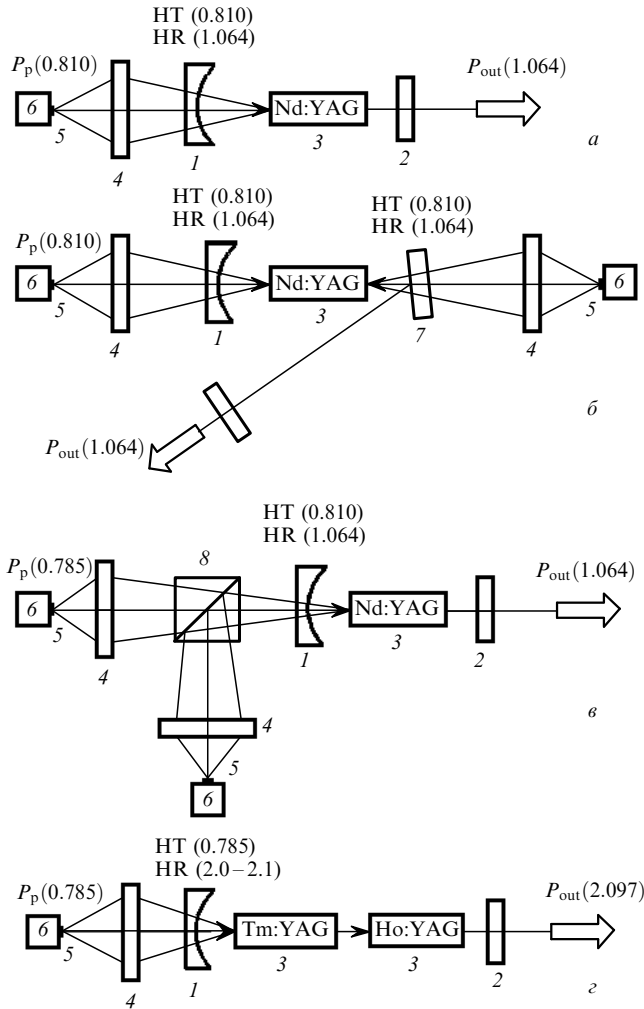 HT (0.810)
HR (1.064)
P_p(0.810)
P_out(1.064)
6
Nd:YAG
5
4
1
3
2
а
HT (0.810)
HR (1.064)
HT (0.810)
HR (1.064)
P_p(0.810)
6
Nd:YAG
6
5
5
4
1
3
7
4
б
P_out(1.064)
HT (0.810)
HR (1.064)
8
P_p(0.785)
P_out(1.064)
6
Nd:YAG
5
4
1
3
2
в
4
5
6
HT (0.785)
HR (2.0–2.1)
P_p(0.785)
P_out(2.097)
6
Tm:YAG
Ho:YAG
5
4
1
3
3
2
г